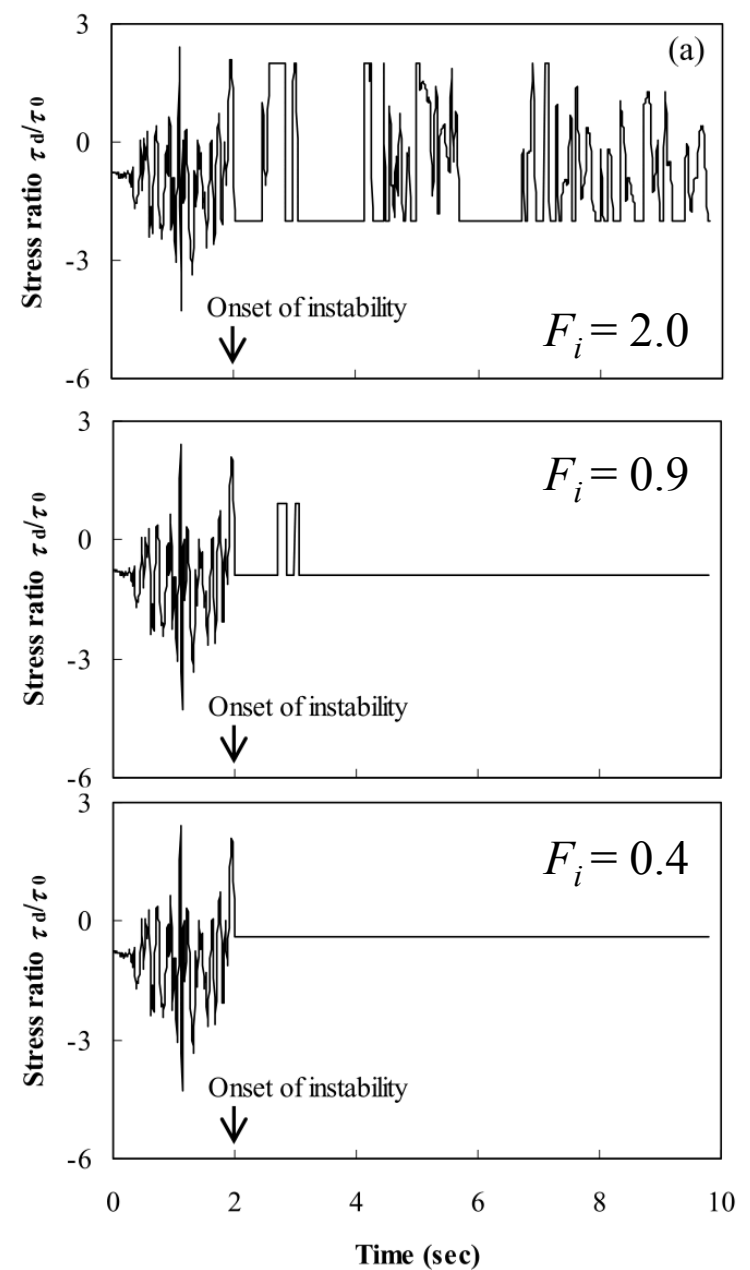 3
(a)
0
-3
-6
Stress ratio τd/τ0
Onset of instability
Fi = 2.0
3
0
-3
-6
Stress ratio τd/τ0
Onset of instability
Fi = 0.9
3
0
-3
-6
Stress ratio τd/τ0
Onset of instability
Fi = 0.4
0 2 4 6 8 10
Time (sec)